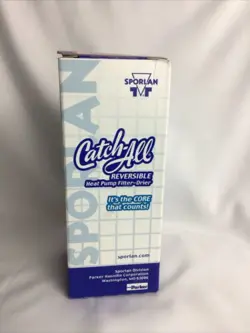 SPORLAN
SPORLAN
Catch-All
REVERSIBLE
Heat Pump Filter-Drier
It's the CORE
that counts!
sporlan.com
Sporlan Division
Parker Hannifin Corporation
Washington, MO 63090
Parker